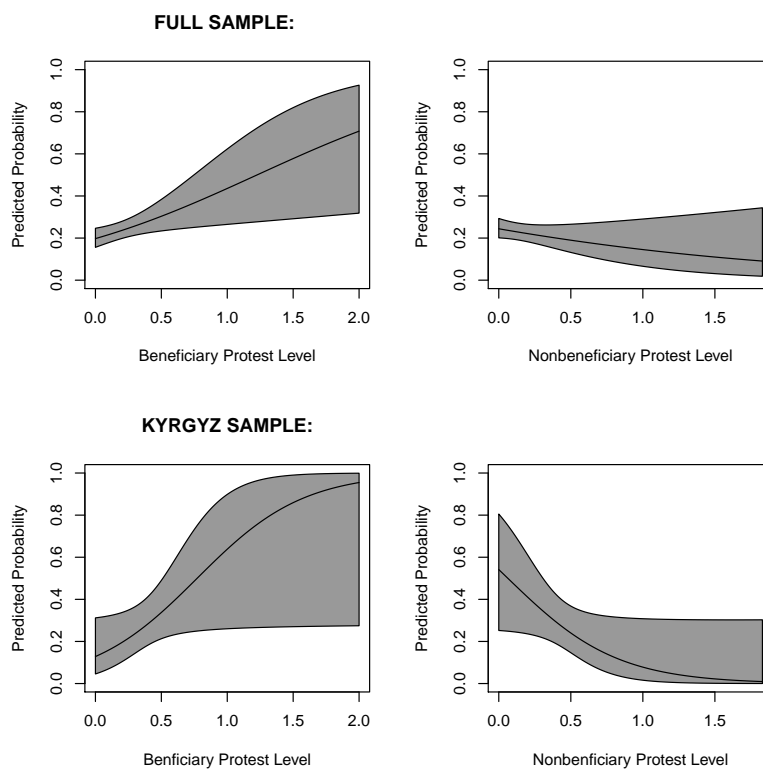 FULL SAMPLE:
Predicted Probability
0.0 0.2 0.4 0.6 0.8 1.0
0.0 0.5 1.0 1.5 2.0
Beneficiary Protest Level
Predicted Probability
0.0 0.2 0.4 0.6 0.8 1.0
0.0 0.5 1.0 1.5
Nonbeneficiary Protest Level
KYRGYZ SAMPLE:
Predicted Probability
0.0 0.2 0.4 0.6 0.8 1.0
0.0 0.5 1.0 1.5 2.0
Benficiary Protest Level
Predicted Probability
0.0 0.2 0.4 0.6 0.8 1.0
0.0 0.5 1.0 1.5
Nonbenficiary Protest Level